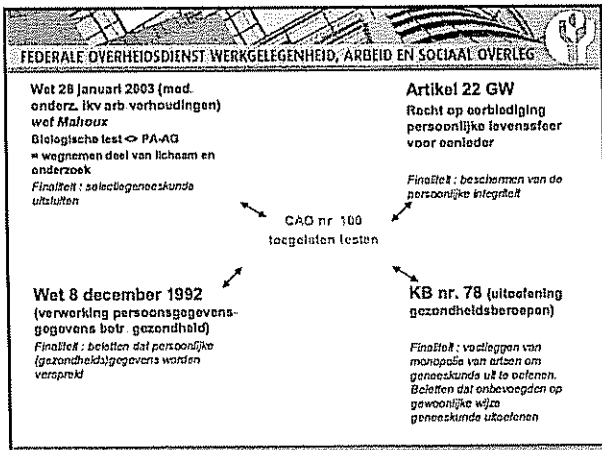 FEDERALE OVERHEIDSDIENST WERKGELEGENHEID, ARBEID EN SOCIAAL OVERLEG
Wet 28 januari 2003 (med.
onderz. ikv arb.verhoudingen)
wet Mahoux
Biologische test <> PA-AG
= wegnemen deel van lichaam en
onderzoek
Finaliteit : selectiegeneeskunde
uitsluiten
Artikel 22 GW
Recht op eerbiediging
persoonlijke levenssfeer
voor eenieder
Finaliteit : beschermen van de
persoonlijke integriteit
CAO nr. 100
toegelaten testen
Wet 8 december 1992
(verwerking persoonsgegevens-
gegevens betr. gezondheid)
Finaliteit : beletten dat persoonlijke
(gezondheids)gegevens worden
verspreid
KB nr. 78 (uitoefening
gezondheidsberoepen)
Finaliteit : vastleggen van
monopolie van artsen om
geneeskunde uit te oefenen.
Beletten dat onbevoegden op
gewoonlijke wijze
geneeskunde uitoefenen